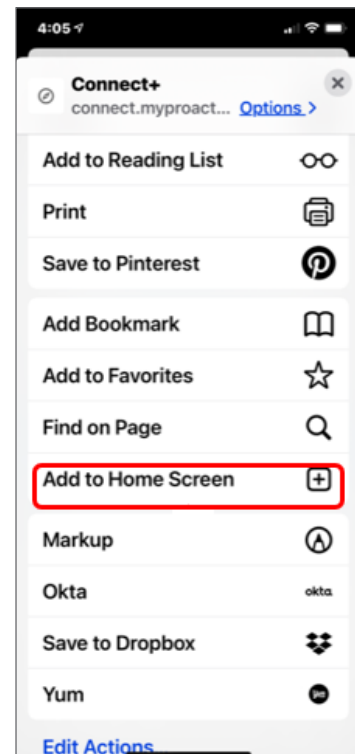 4:05
Connect+
connect.myproact... Options >
Add to Reading List
Print
Save to Pinterest
Add Bookmark
Add to Favorites
Find on Page
Add to Home Screen
Markup
Okta
okta
Save to Dropbox
Yum
Edit Actions